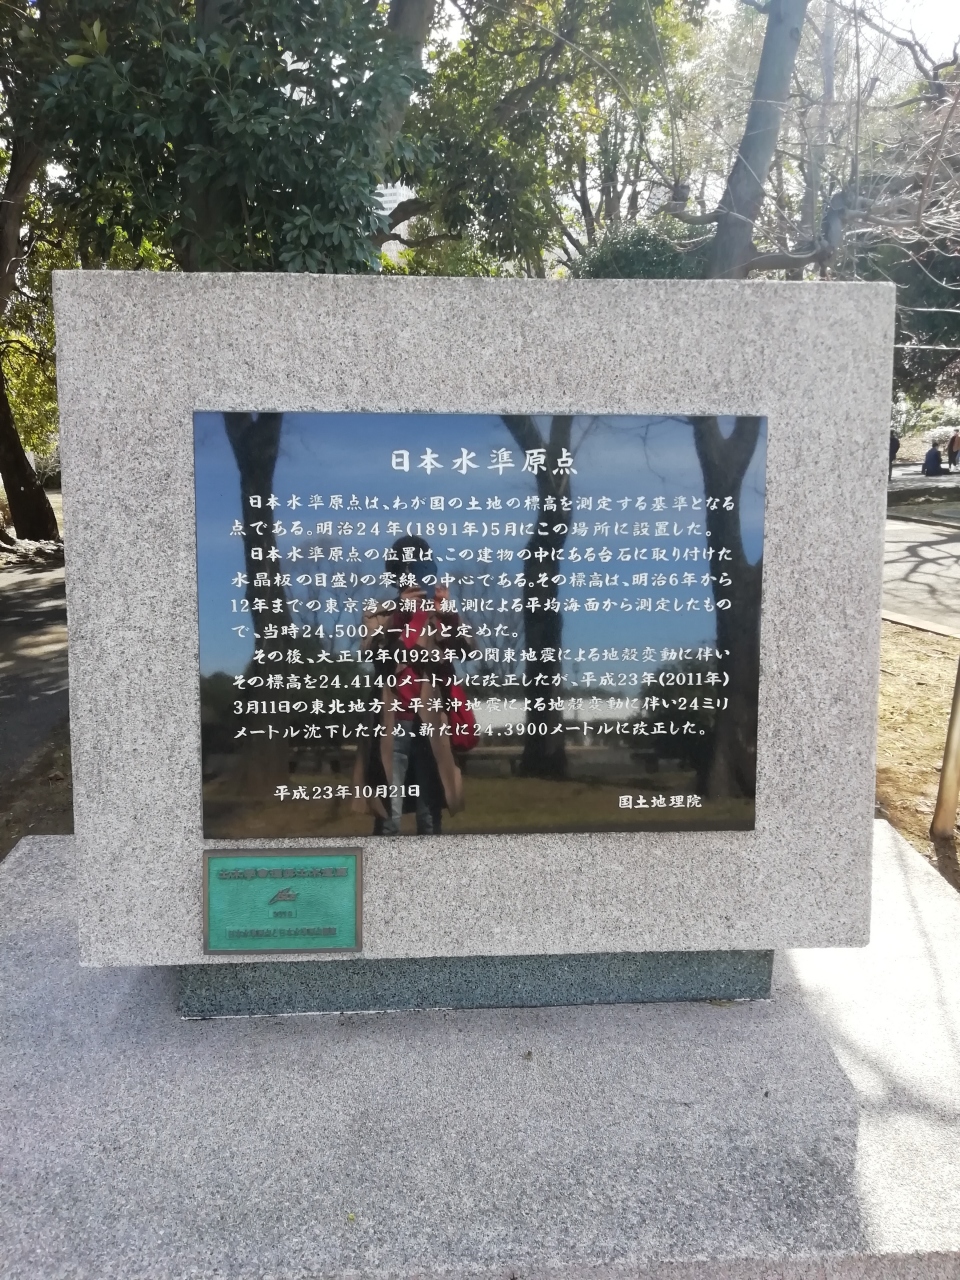 日本水準原点
日本水準原点は、わが国の土地の標高を測定する基準となる
点である。明治24年(1891年)5月にこの場所に設置した。
日本水準原点の位置は、この建物の中にある台石に取り付けた
水晶板の目盛りの零線の中心である。その標高は、明治6年から
12年までの東京湾の潮位観測による平均海面から測定したもの
で、当時24.500メートルと定めた。
その後、大正12年(1923年)の関東地震による地殻変動に伴い
その標高を24.4140メートルに改正したが、平成23年(2011年)
3月11日の東北地方太平洋沖地震による地殻変動に伴い24ミリ
メートル沈下したため、新たに24.3900メートルに改正した。
平成23年10月21日
国土地理院